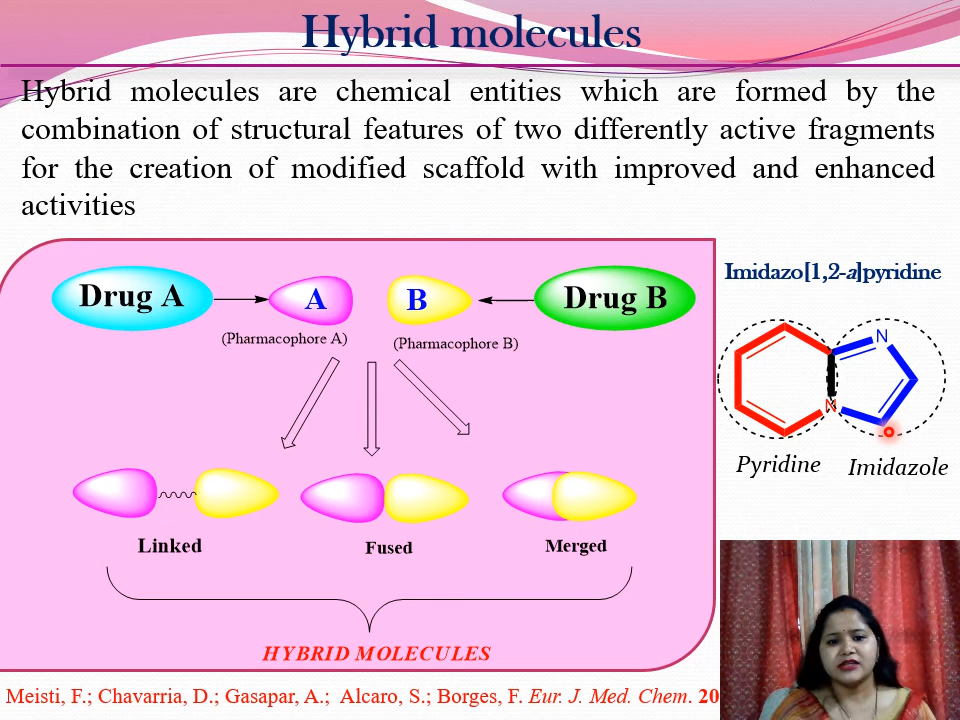 Hybrid molecules
Hybrid molecules are chemical entities which are formed by the
combination of structural features of two differently active fragments
for the creation of modified scaffold with improved and enhanced
activities
Drug A
A
B
Drug B
(Pharmacophore A)
(Pharmacophore B)
Linked
Fused
Merged
HYBRID MOLECULES
Imidazo[1,2-a]pyridine
N
N
Pyridine
Imidazole
Meisti, F.; Chavarria, D.; Gasapar, A.; Alcaro, S.; Borges, F. Eur. J. Med. Chem. 20